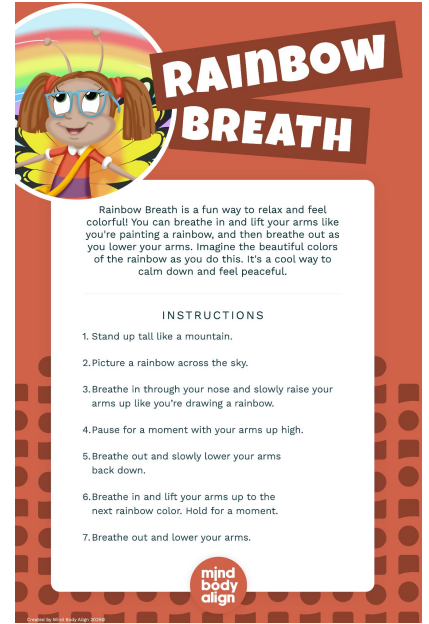 RAINBOW
BREATH
Rainbow Breath is a fun way to relax and feel
colorful! You can breathe in and lift your arms like
you're painting a rainbow, and then breathe out as
you lower your arms. Imagine the beautiful colors
of the rainbow as you do this. It's a cool way to
calm down and feel peaceful.
INSTRUCTIONS
1. Stand up tall like a mountain.
2. Picture a rainbow across the sky.
3. Breathe in through your nose and slowly raise your
arms up like you're drawing a rainbow.
4. Pause for a moment with your arms up high.
5. Breathe out and slowly lower your arms
back down.
6. Breathe in and lift your arms up to the
next rainbow color. Hold for a moment.
7. Breathe out and lower your arms.
mind
body
align
Created by Mind Body Align